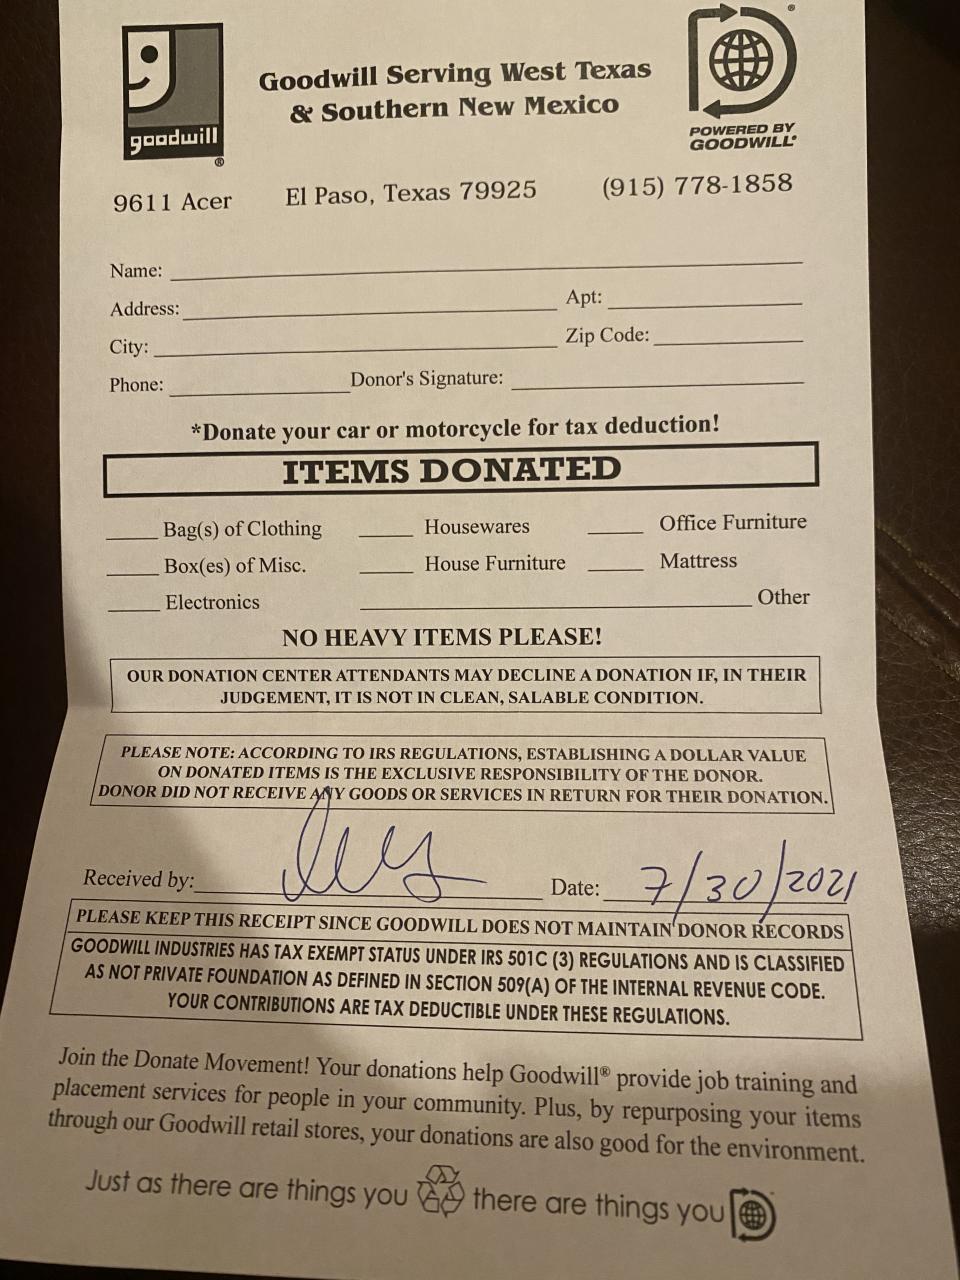 goodwill ®
Goodwill Serving West Texas
& Southern New Mexico
®
POWERED BY
GOODWILL®
9611 Acer El Paso, Texas 79925 (915) 778-1858
Name:
Address: Apt:
City: Zip Code:
Phone: Donor's Signature:
*Donate your car or motorcycle for tax deduction!
ITEMS DONATED
Bag(s) of Clothing Housewares Office Furniture
Box(es) of Misc. House Furniture Mattress
Electronics Other
NO HEAVY ITEMS PLEASE!
OUR DONATION CENTER ATTENDANTS MAY DECLINE A DONATION IF, IN THEIR
JUDGEMENT, IT IS NOT IN CLEAN, SALABLE CONDITION.
PLEASE NOTE: ACCORDING TO IRS REGULATIONS, ESTABLISHING A DOLLAR VALUE
ON DONATED ITEMS IS THE EXCLUSIVE RESPONSIBILITY OF THE DONOR.
DONOR DID NOT RECEIVE ANY GOODS OR SERVICES IN RETURN FOR THEIR DONATION.
Received by: Date: 7/30/2021
PLEASE KEEP THIS RECEIPT SINCE GOODWILL DOES NOT MAINTAIN DONOR RECORDS
GOODWILL INDUSTRIES HAS TAX EXEMPT STATUS UNDER IRS 501C (3) REGULATIONS AND IS CLASSIFIED
AS NOT PRIVATE FOUNDATION AS DEFINED IN SECTION 509(A) OF THE INTERNAL REVENUE CODE.
YOUR CONTRIBUTIONS ARE TAX DEDUCTIBLE UNDER THESE REGULATIONS.
Join the Donate Movement! Your donations help Goodwill® provide job training and
placement services for people in your community. Plus, by repurposing your items
through our Goodwill retail stores, your donations are also good for the environment.
Just as there are things you there are things you